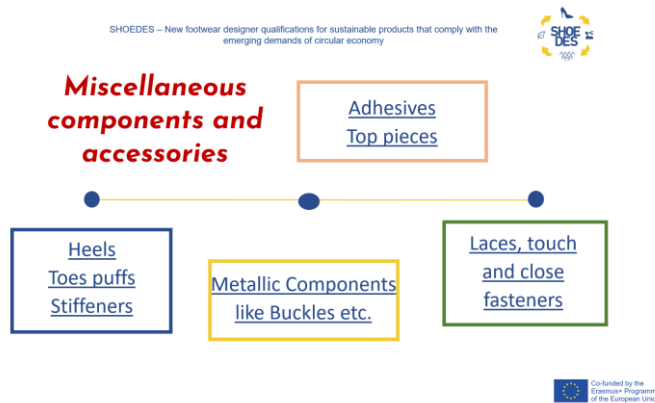 SHOEDES – New footwear designer qualifications for sustainable products that comply with the
emerging demands of circular economy
SHOE
DES
Miscellaneous
components and
accessories
Adhesives
Top pieces
Heels
Toes puffs
Stiffeners
Metallic Components
like Buckles etc.
Laces, touch
and close
fasteners
Co-funded by the
Erasmus+ Programm
of the European Unio